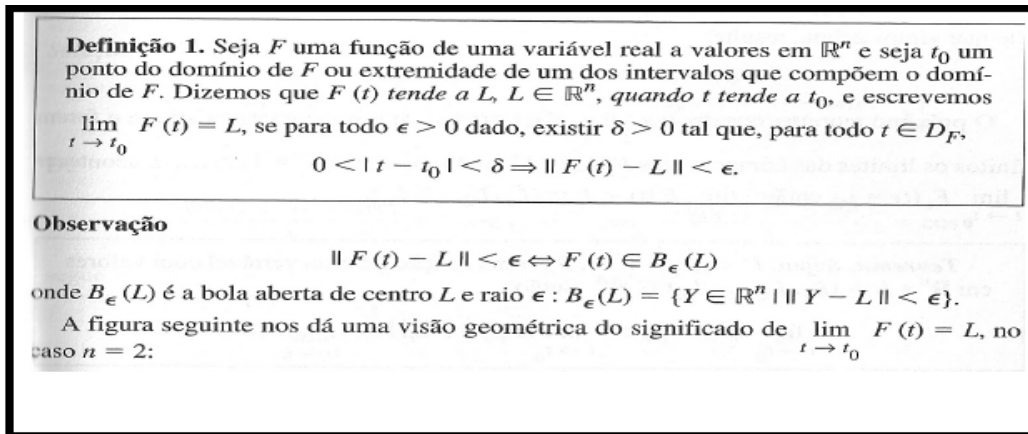 Definição 1. Seja F uma função de uma variável real a valores em ℝⁿ e seja t₀ um
ponto do domínio de F ou extremidade de um dos intervalos que compõem o domí-
nio de F. Dizemos que F (t) tende a L, L ∈ ℝⁿ, quando t tende a t₀, e escrevemos
lim F (t) = L, se para todo ϵ > 0 dado, existir δ > 0 tal que, para todo t ∈ D_F,
t → t₀
0 < | t − t₀ | < δ ⇒ || F (t) − L || < ϵ.
Observação
|| F (t) − L || < ϵ ⇔ F (t) ∈ B_ϵ (L)
onde B_ϵ (L) é a bola aberta de centro L e raio ϵ : B_ϵ(L) = {Y ∈ ℝⁿ | || Y − L || < ϵ}.
A figura seguinte nos dá uma visão geométrica do significado de lim F (t) = L, no
t → t₀
caso n = 2: